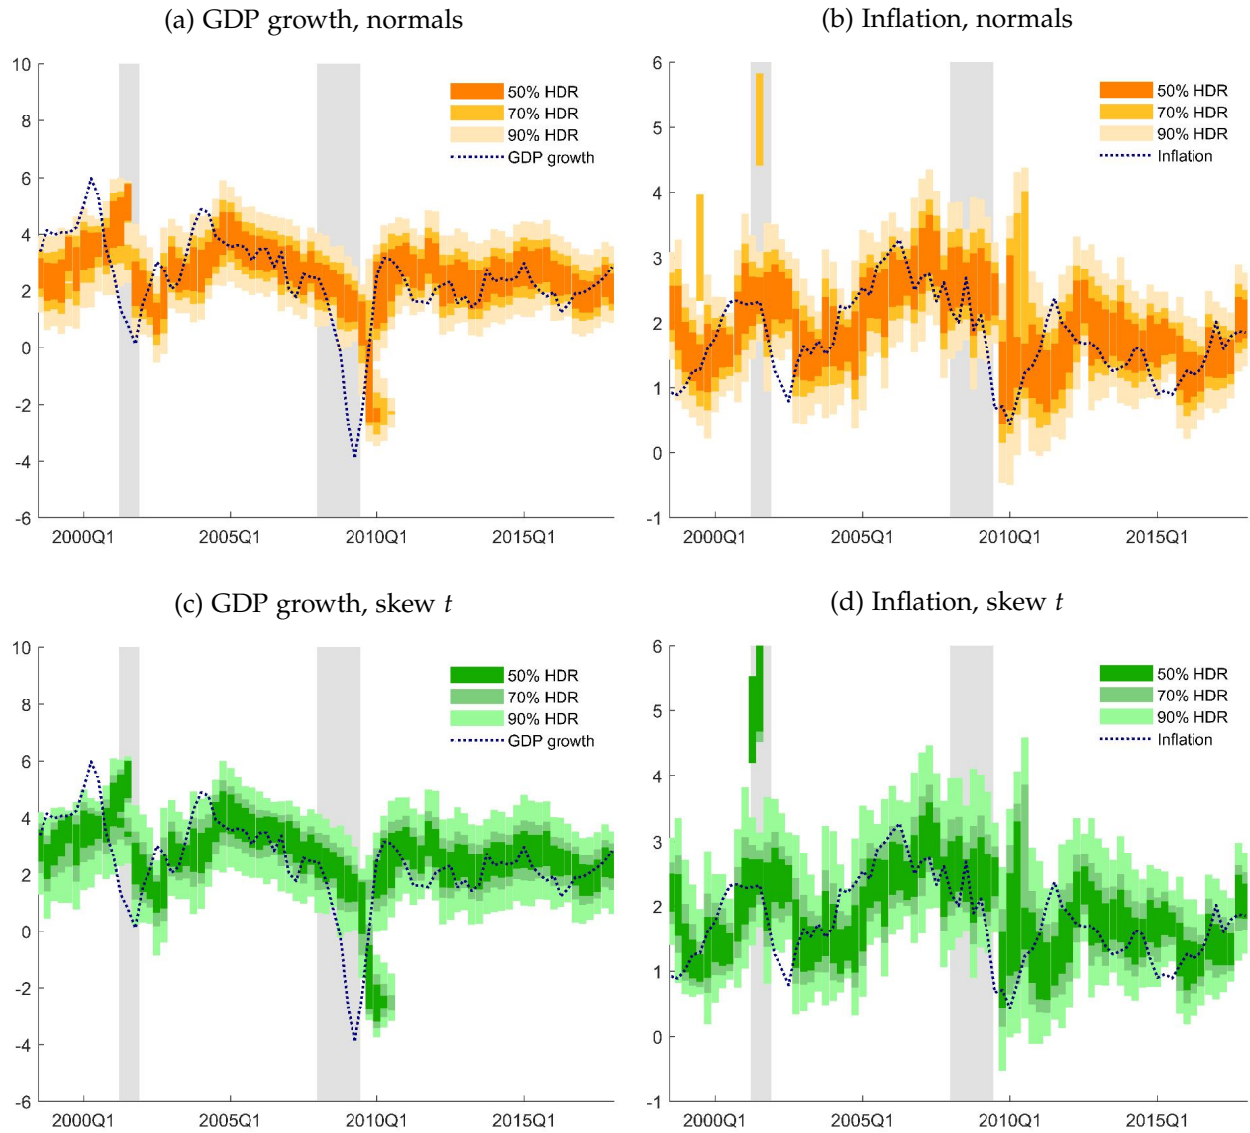 (a) GDP growth, normals
10
8
6
4
2
0
-2
-4
-6
2000Q1 2005Q1 2010Q1 2015Q1
50% HDR
70% HDR
90% HDR
GDP growth
(b) Inflation, normals
6
5
4
3
2
1
0
-1
2000Q1 2005Q1 2010Q1 2015Q1
50% HDR
70% HDR
90% HDR
Inflation
(c) GDP growth, skew t
10
8
6
4
2
0
-2
-4
-6
2000Q1 2005Q1 2010Q1 2015Q1
50% HDR
70% HDR
90% HDR
GDP growth
(d) Inflation, skew t
6
5
4
3
2
1
0
-1
2000Q1 2005Q1 2010Q1 2015Q1
50% HDR
70% HDR
90% HDR
Inflation